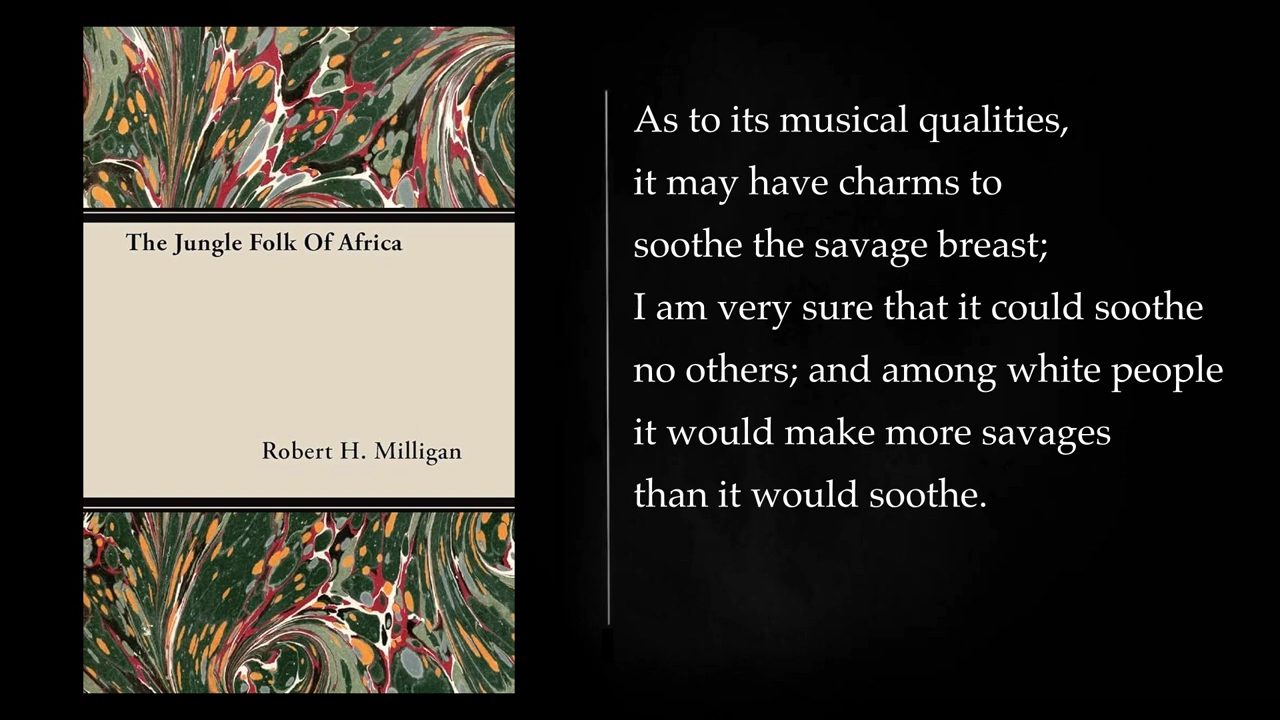 The Jungle Folk Of Africa
Robert H. Milligan
As to its musical qualities,
it may have charms to
soothe the savage breast;
I am very sure that it could soothe
no others; and among white people
it would make more savages
than it would soothe.